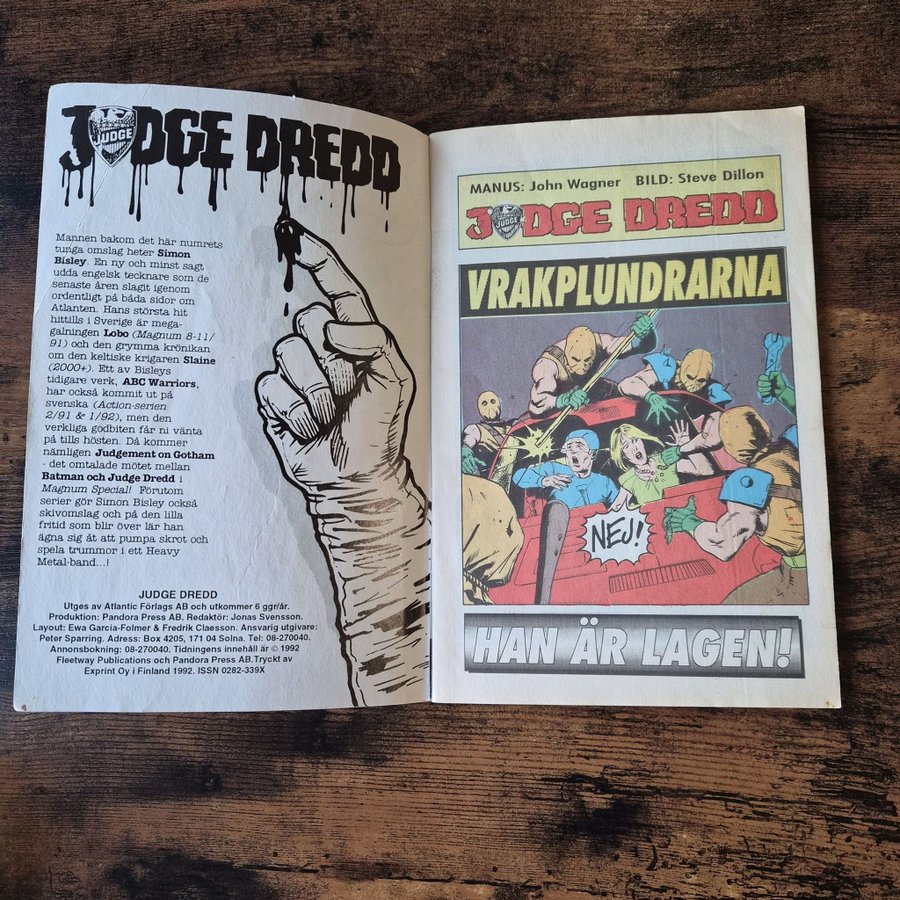 JUDGE DREDD
JUDGE
Mannen bakom det här numrets
tunga omslag heter Simon
Bisley. En ny och minst sagt
udda engelsk tecknare som de
senaste åren slagit igenom
ordentligt på båda sidor om
Atlanten. Hans största hit
hittills i Sverige är mega-
galningen Lobo (Magnum 8-11/
91) och den grymma krönikan
om den keltiske krigaren Slaine
(2000+). Ett av Bisleys
tidigare verk, ABC Warriors,
har också kommit ut på
svenska (Action-serien
2/91 & 1/92), men den
verkliga godbiten får ni vänta
på tills hösten. Då kommer
nämligen Judgement on Gotham
- det omtalade mötet mellan
Batman och Judge Dredd i
Magnum Special! Förutom
serier gör Simon Bisley också
skivomslag och på den lilla
fritid som blir över lär han
ägna sig åt att pumpa skrot och
spela trummor i ett Heavy
Metal-band...!
JUDGE DREDD
Utges av Atlantic Förlags AB och utkommer 6 ggr/år.
Produktion: Pandora Press AB. Redaktör: Jonas Svensson.
Layout: Ewa Garcia-Folmer & Fredrik Claesson. Ansvarig utgivare:
Peter Sparring. Adress: Box 4205, 171 04 Solna. Tel: 08-270040.
Annonsbokning: 08-270040. Tidningens innehåll är © 1992
Fleetway Publications och Pandora Press AB.Tryckt av
Exprint Oy i Finland 1992. ISSN 0282-339X
MANUS: John Wagner BILD: Steve Dillon
JUDGE DREDD
JUDGE
VRAKPLUNDRARNA
NEJ!
HAN ÄR LAGEN!